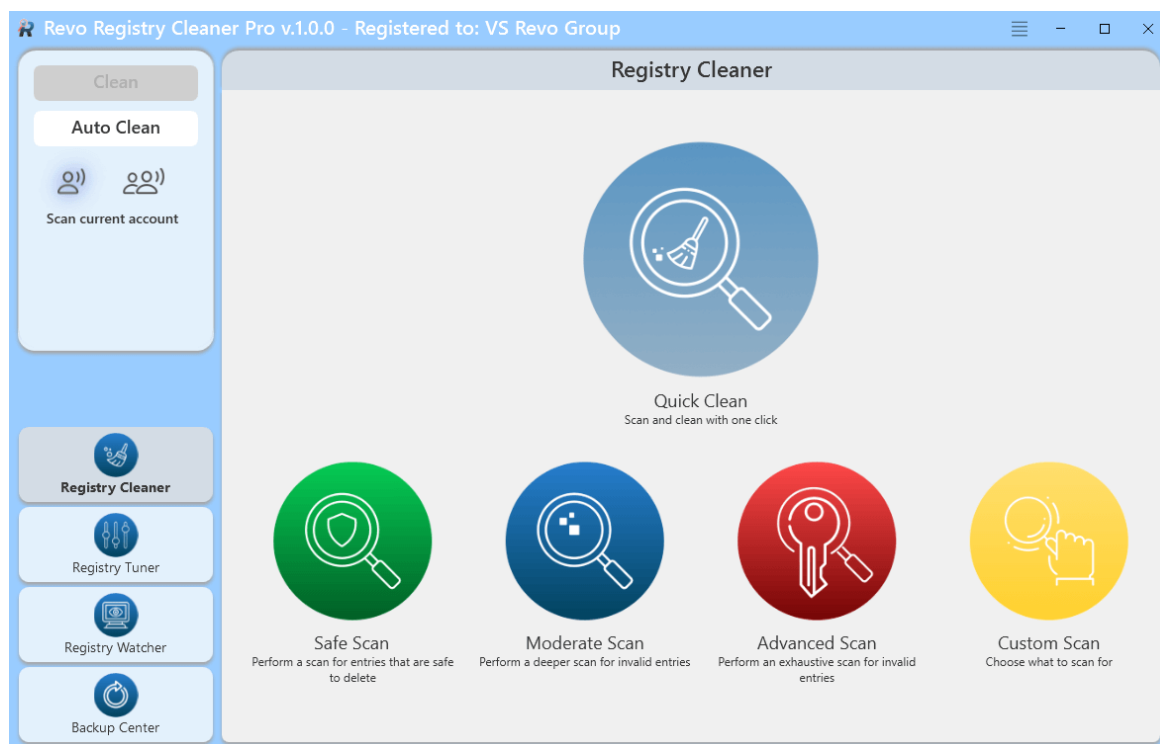 Revo Registry Cleaner Pro v.1.0.0 - Registered to: VS Revo Group
Clean
Auto Clean
Scan current account
Registry Cleaner
Registry Tuner
Registry Watcher
Backup Center
Registry Cleaner
Quick Clean
Scan and clean with one click
Safe Scan
Perform a scan for entries that are safe
to delete
Moderate Scan
Perform a deeper scan for invalid entries
Advanced Scan
Perform an exhaustive scan for invalid
entries
Custom Scan
Choose what to scan for